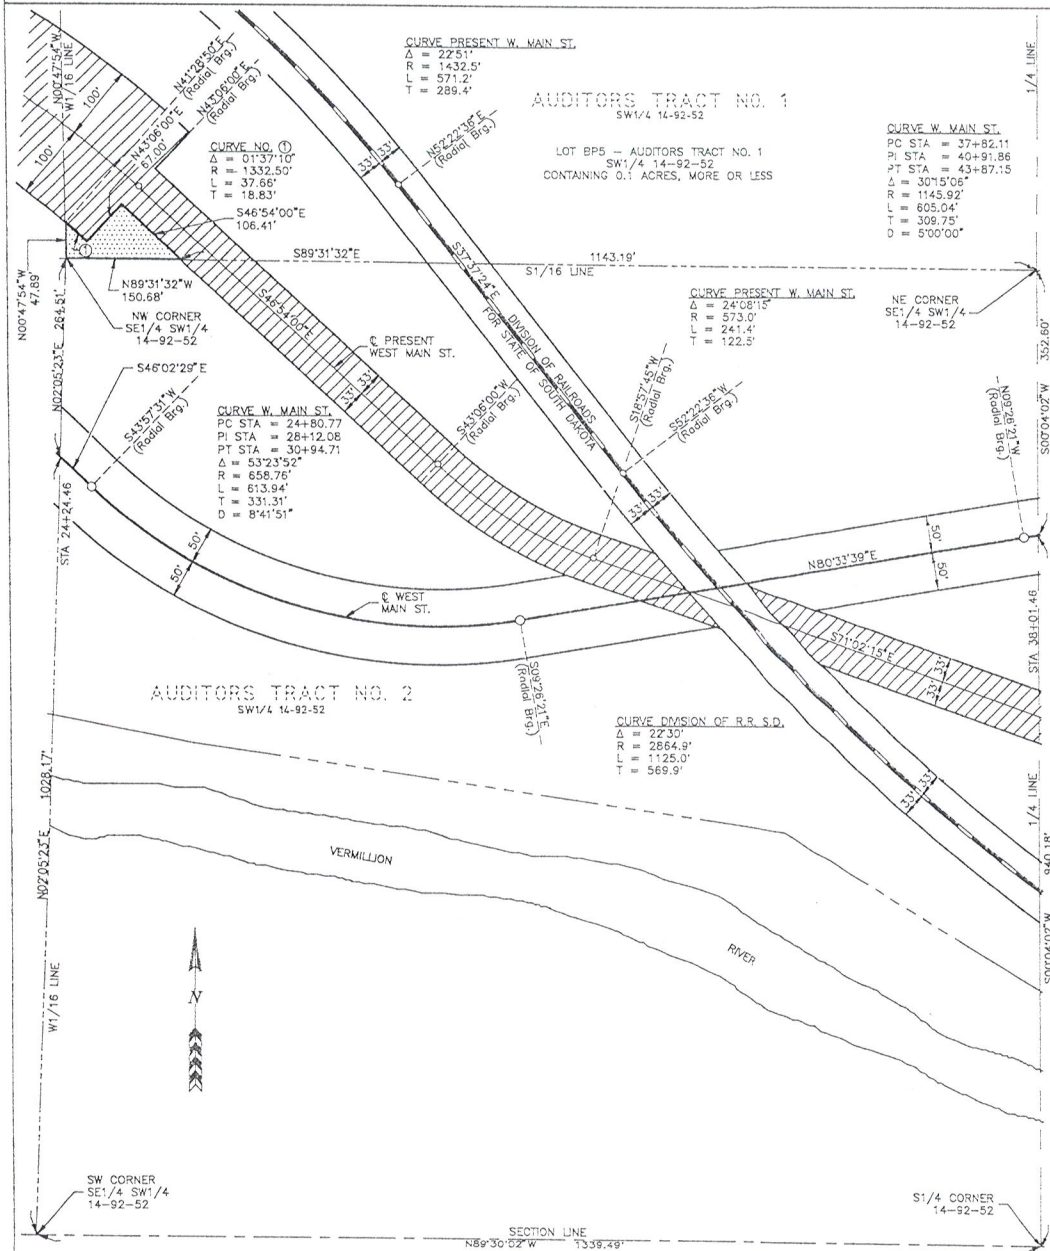 CURVE PRESENT W. MAIN ST.
Δ = 22°51'
R = 1432.5'
L = 571.2'
T = 289.4'
AUDITORS TRACT NO. 1
SW1/4 14-92-52
LOT BP5 – AUDITORS TRACT NO. 1
SW1/4 14-92-52
CONTAINING 0.1 ACRES, MORE OR LESS
1/4 LINE
CURVE W. MAIN ST.
PC STA = 37+82.11
PI STA = 40+91.86
PT STA = 43+87.15
Δ = 30°15'06"
R = 1145.92'
L = 605.04'
T = 309.75'
D = 5°00'00"
N00°47'54"W
W1/16 LINE
100'
100'
N41°28'50"E
(Radial Brg.)
N43°06'00"E
(Radial Brg.)
N43°06'00"E
67.00'
CURVE NO. ①
Δ = 01°37'10"
R = 1332.50'
L = 37.66'
T = 18.83'
33' 33'
N52°22'36"E
(Radial Brg.)
S46°54'00"E
106.41'
①
S89°31'32"E
1143.19'
S1/16 LINE
N00°47'54"W
47.89'
N89°31'32"W
150.68'
NW CORNER
SE1/4 SW1/4
14-92-52
NE CORNER
SE1/4 SW1/4
14-92-52
S46°54'00"E
S37°37'24"E
DIVISION OF RAILROADS
FOR STATE OF SOUTH DAKOTA
CURVE PRESENT W. MAIN ST.
Δ = 24°08'15"
R = 573.0'
L = 241.4'
T = 122.5'
℄ PRESENT
WEST MAIN ST.
N02°05'23"E 264.51'
352.60'
S00°04'02"W
S46°02'29"E
S43°57'31"W
(Radial Brg.)
33' 33'
S43°06'00"W
(Radial Brg.)
S18°57'45"W
(Radial Brg.)
S52°22'36"W
(Radial Brg.)
N09°26'21"W
(Radial Brg.)
CURVE W. MAIN ST.
PC STA = 24+80.77
PI STA = 28+12.08
PT STA = 30+94.71
Δ = 53°23'52"
R = 658.76'
L = 613.94'
T = 331.31'
D = 8°41'51"
STA 24+24.46
50'
50'
33' 33'
50'
50'
N80°33'39"E
℄ WEST
MAIN ST.
STA 38+01.46
S71°02'15"E
33'
33'
S09°26'21"E
(Radial Brg.)
AUDITORS TRACT NO. 2
SW1/4 14-92-52
CURVE DIVISION OF R.R. S.D.
Δ = 22°30'
R = 2864.9'
L = 1125.0'
T = 569.9'
33' 33'
1/4 LINE
N02°05'23"E 1028.17'
S00°04'02"W 940.18'
VERMILLION
RIVER
N
W1/16 LINE
SW CORNER
SE1/4 SW1/4
14-92-52
S1/4 CORNER
14-92-52
SECTION LINE
N89°30'02"W 1339.49'